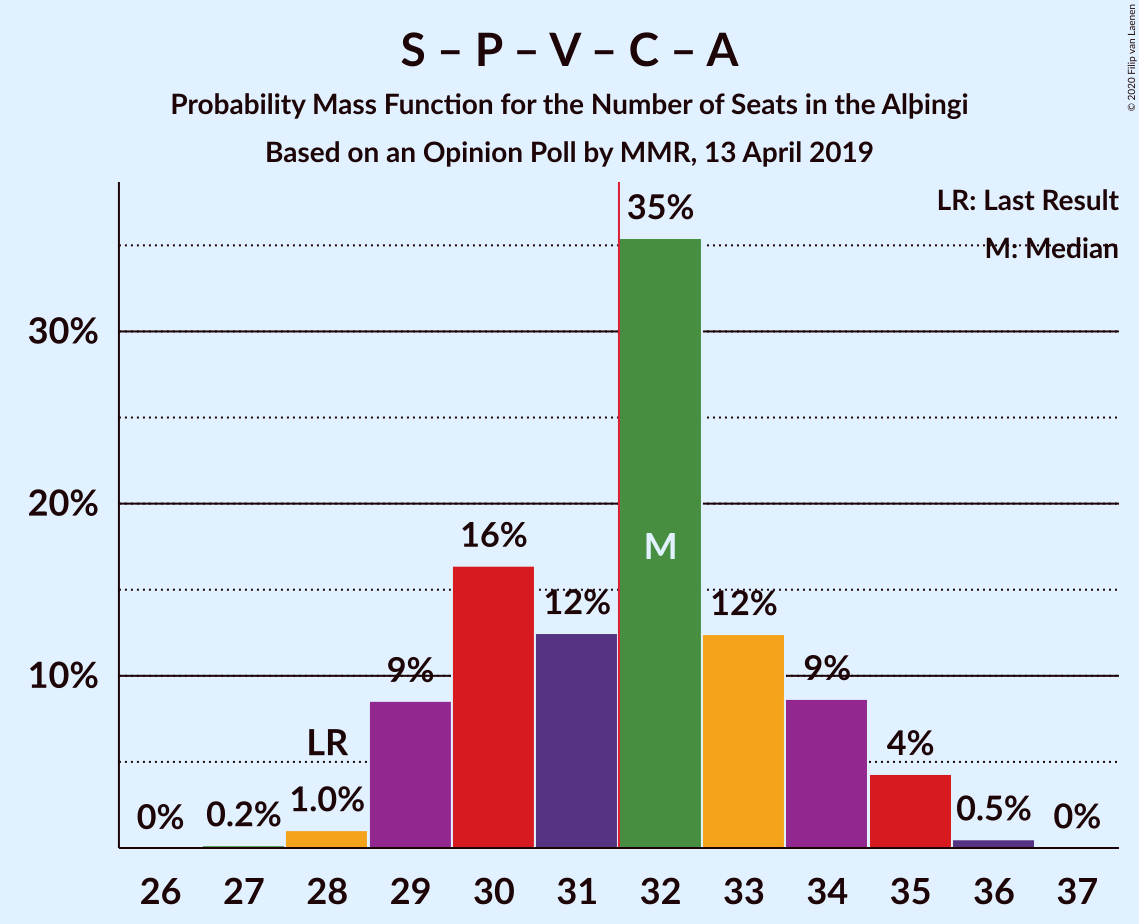 S – P – V – C – A
Probability Mass Function for the Number of Seats in the Alþingi
Based on an Opinion Poll by MMR, 13 April 2019
© 2020 Filip van Laenen
LR: Last Result
M: Median
30%
20%
10%
0%
0.2%
LR
1.0%
9%
16%
12%
35%
M
12%
9%
4%
0.5%
0%
26 27 28 29 30 31 32 33 34 35 36 37